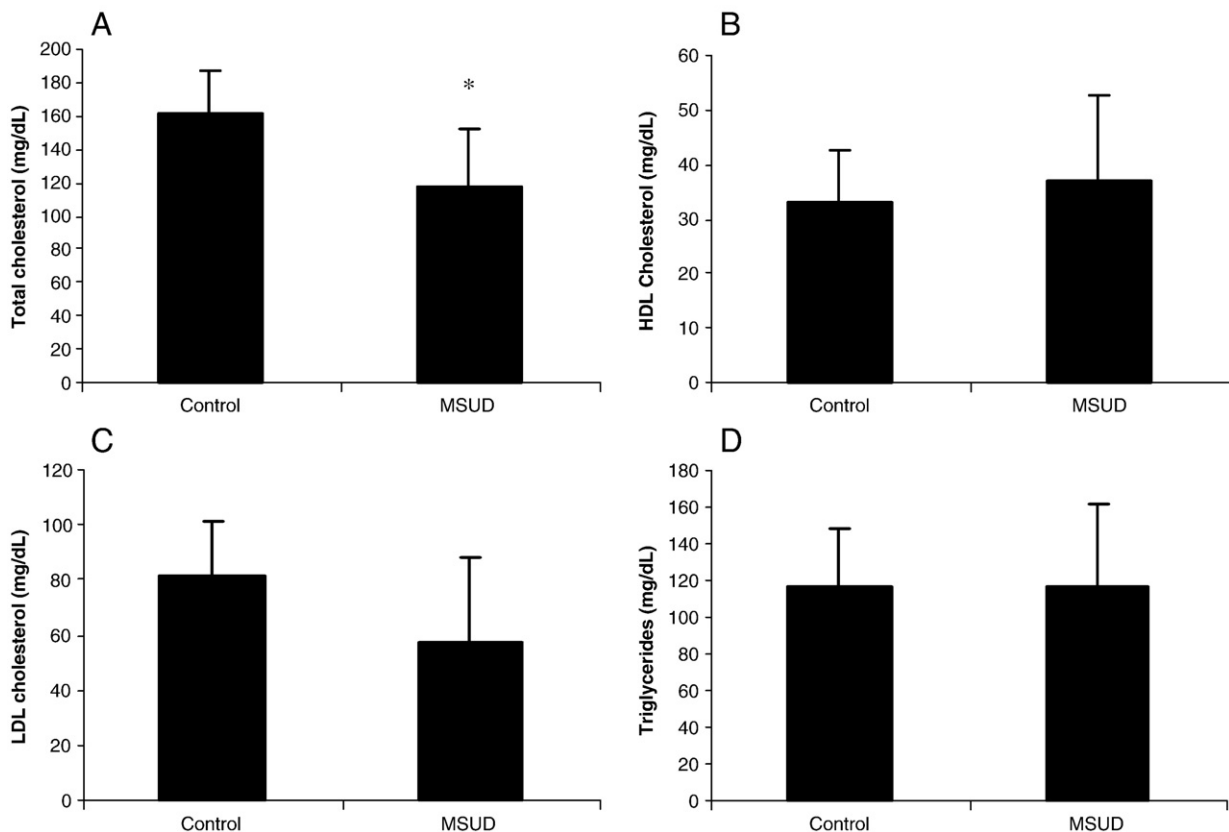 A
Total cholesterol (mg/dL)
200
180
160
140
120
100
80
60
40
20
0
*
Control
MSUD
B
HDL Cholesterol (mg/dL)
60
50
40
30
20
10
0
Control
MSUD
C
LDL cholesterol (mg/dL)
120
100
80
60
40
20
0
Control
MSUD
D
Triglycerides (mg/dL)
180
160
140
120
100
80
60
40
20
0
Control
MSUD